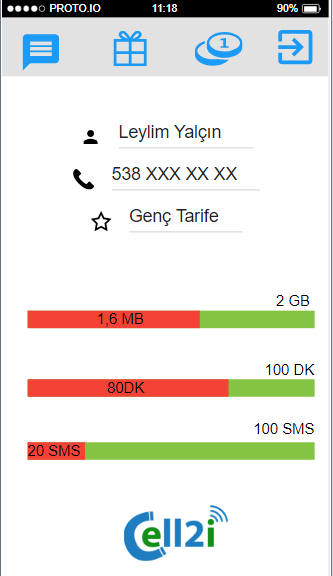 PROTO.IO 11:18 90%
1
Leylim Yalçın
538 XXX XX XX
Genç Tarife
2 GB
1,6 MB
100 DK
80DK
100 SMS
20 SMS
Cell2i